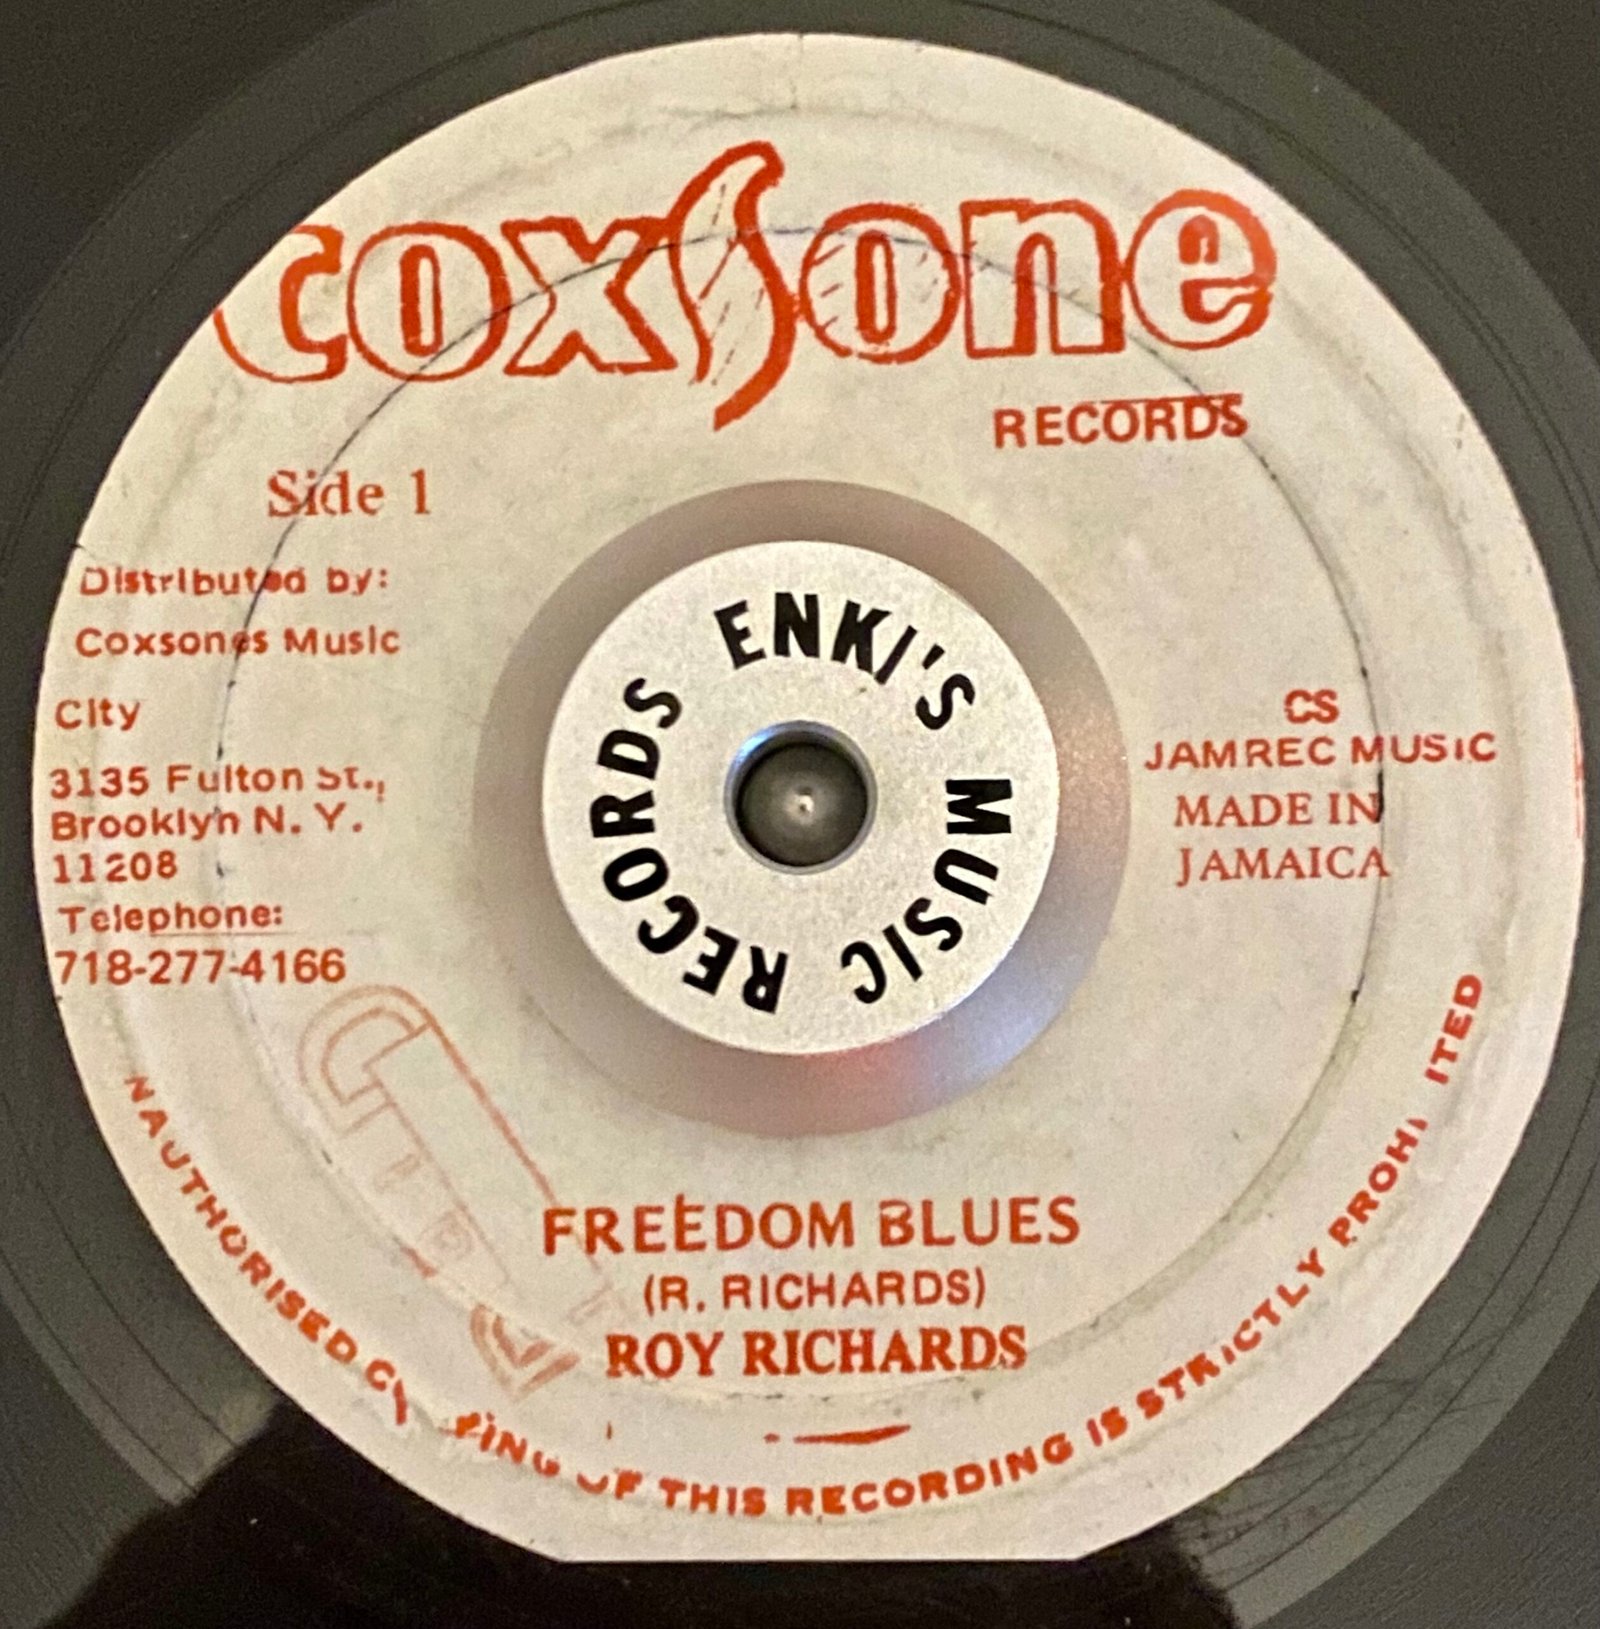 Coxsone
RECORDS
Side 1
Distributed by:
Coxsones Music
City
3135 Fulton St.,
Brooklyn N. Y.
11208
Telephone:
718-277-4166
ENKI'S MUSIC RECORDS
CS
JAMREC MUSIC
MADE IN
JAMAICA
FREEDOM BLUES
(R. RICHARDS)
ROY RICHARDS
NAUTHORISED C PING OF THIS RECORDING IS STRICTLY PROHIBITED